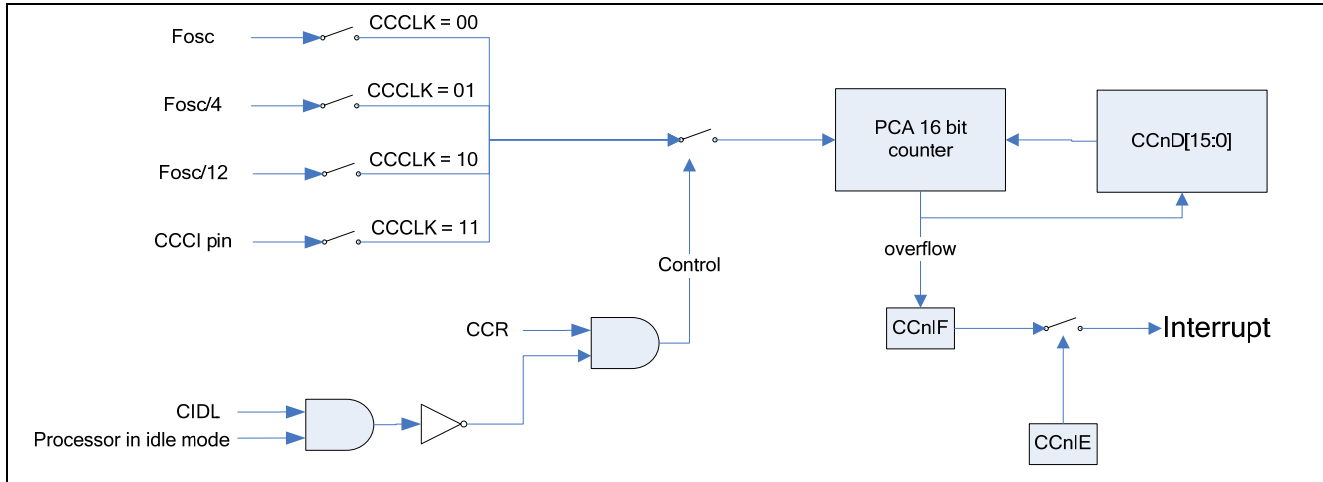 Fosc
CCCLK = 00
Fosc/4
CCCLK = 01
Fosc/12
CCCLK = 10
CCCI pin
CCCLK = 11
PCA 16 bit
counter
CCnD[15:0]
overflow
Control
CCR
CCnIF
Interrupt
CIDL
Processor in idle mode
CCnIE